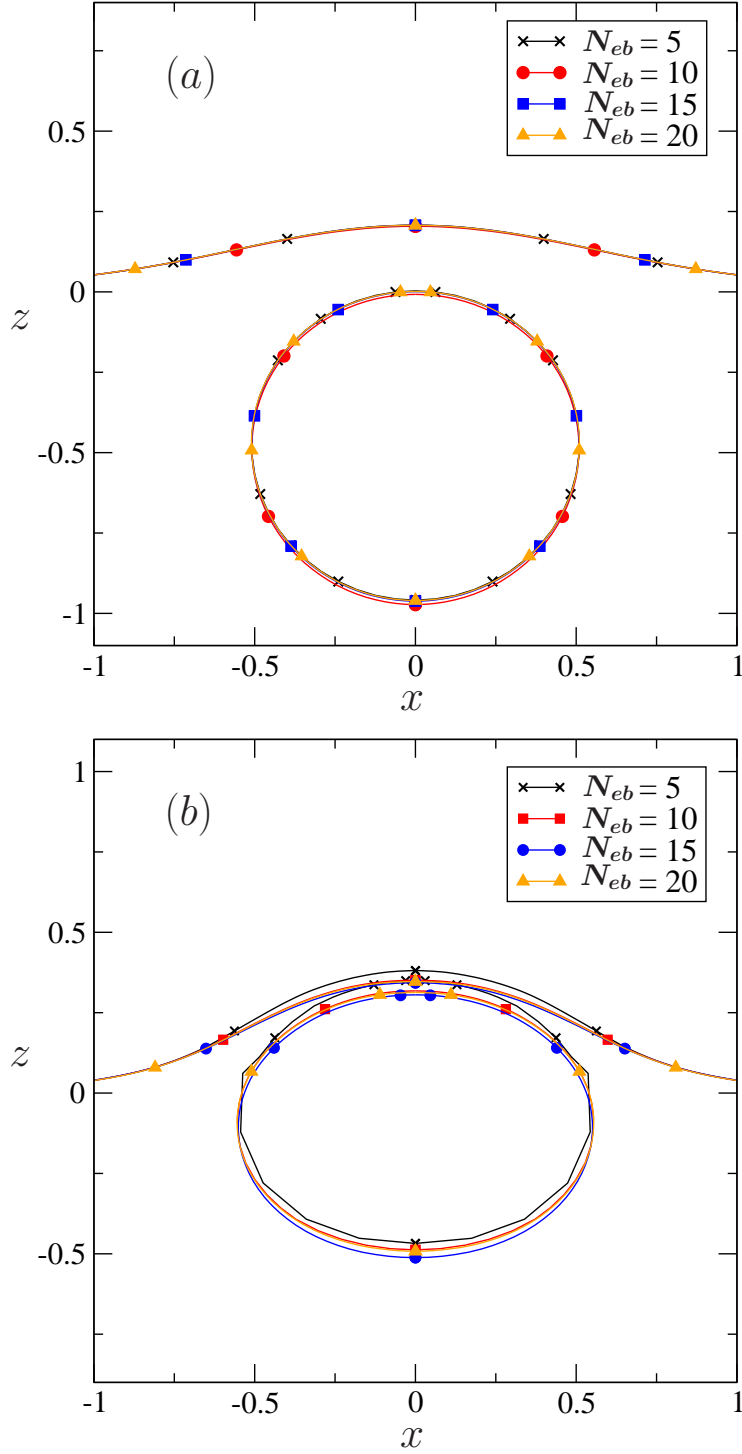 (a)
N_eb = 5
N_eb = 10
N_eb = 15
N_eb = 20
0.5
0
-0.5
-1
z
-1 -0.5 0 0.5 1
x
(b)
N_eb = 5
N_eb = 10
N_eb = 15
N_eb = 20
1
0.5
0
-0.5
z
-1 -0.5 0 0.5 1
x